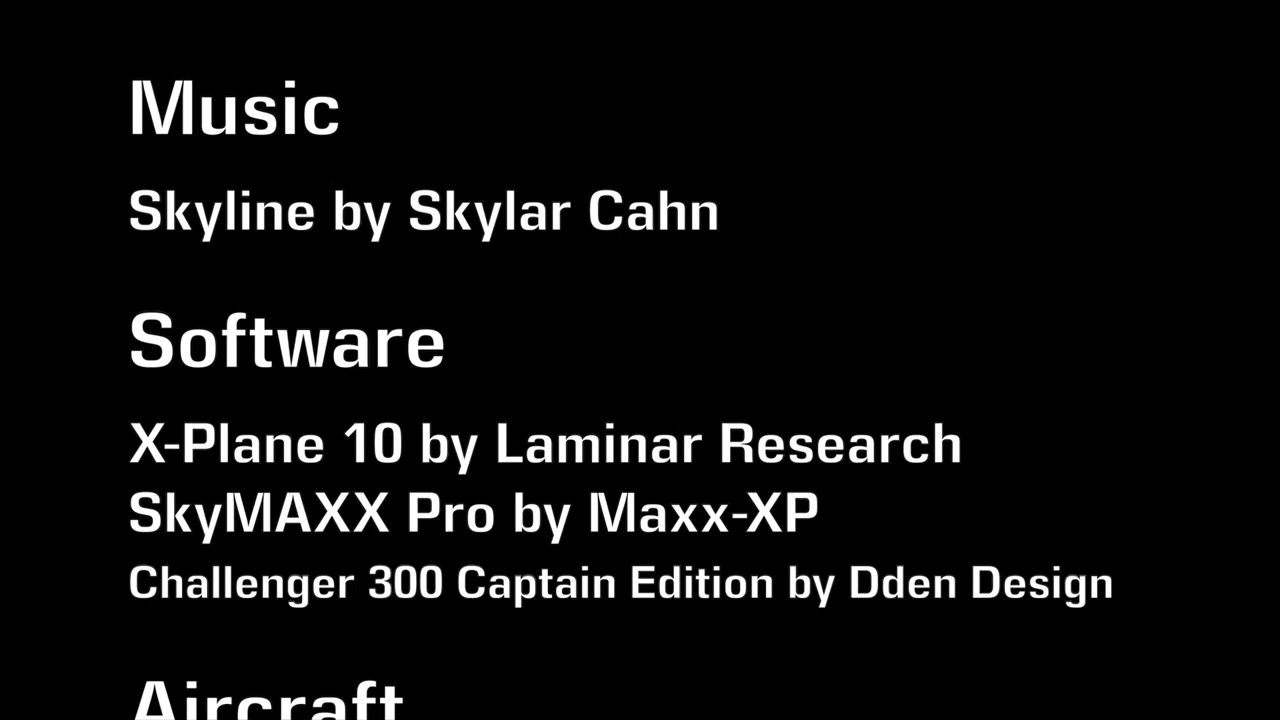 Music
Skyline by Skylar Cahn
Software
X-Plane 10 by Laminar Research
SkyMAXX Pro by Maxx-XP
Challenger 300 Captain Edition by Dden Design
Aircraft